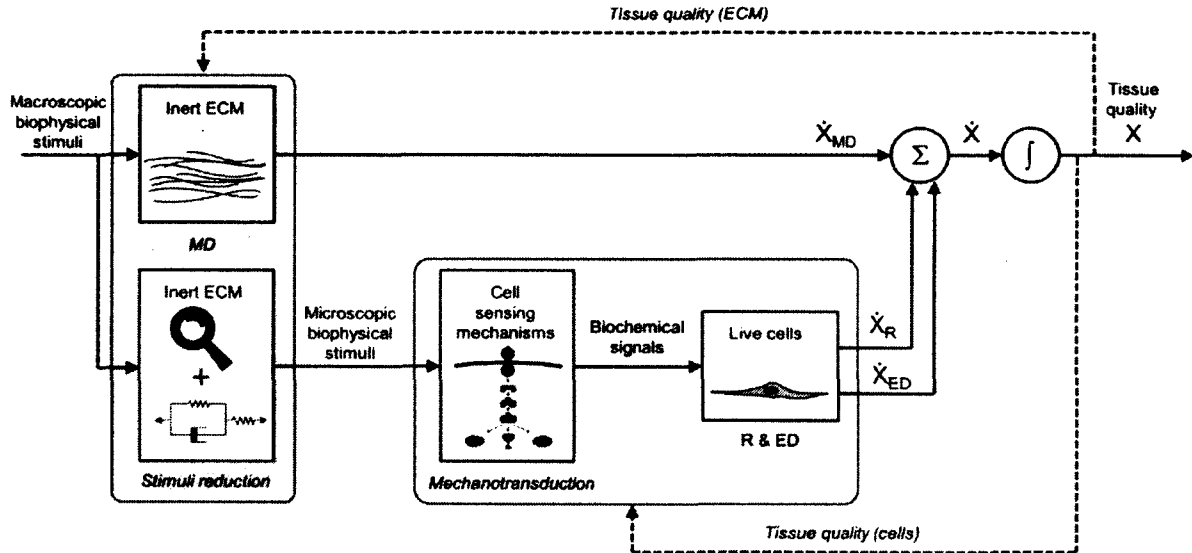 Tissue quality (ECM)
Macroscopic
biophysical
stimuli
Inert ECM
MD
Ẋ_MD
Σ
Ẋ
∫
Tissue
quality
X
Inert ECM
+
Stimuli reduction
Microscopic
biophysical
stimuli
Cell
sensing
mechanisms
Mechanotransduction
Biochemical
signals
Live cells
R & ED
Ẋ_R
Ẋ_ED
Tissue quality (cells)